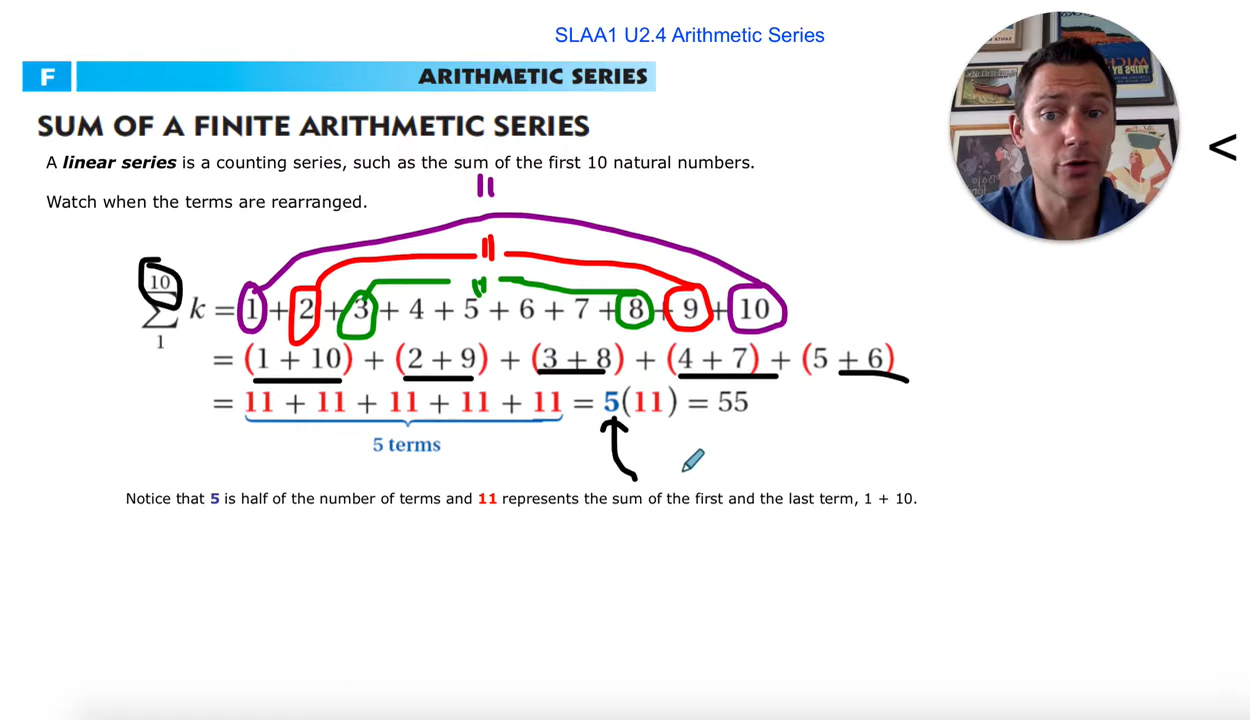 SLAA1 U2.4 Arithmetic Series
F ARITHMETIC SERIES
SUM OF A FINITE ARITHMETIC SERIES
A linear series is a counting series, such as the sum of the first 10 natural numbers.
<
11
Watch when the terms are rearranged.
11
11
10
∑ k = 1 + 2 + 3 + 4 + 5 + 6 + 7 + 8 + 9 + 10
1
= (1 + 10) + (2 + 9) + (3 + 8) + (4 + 7) + (5 + 6)
= 11 + 11 + 11 + 11 + 11 = 5(11) = 55
5 terms
Notice that 5 is half of the number of terms and 11 represents the sum of the first and the last term, 1 + 10.